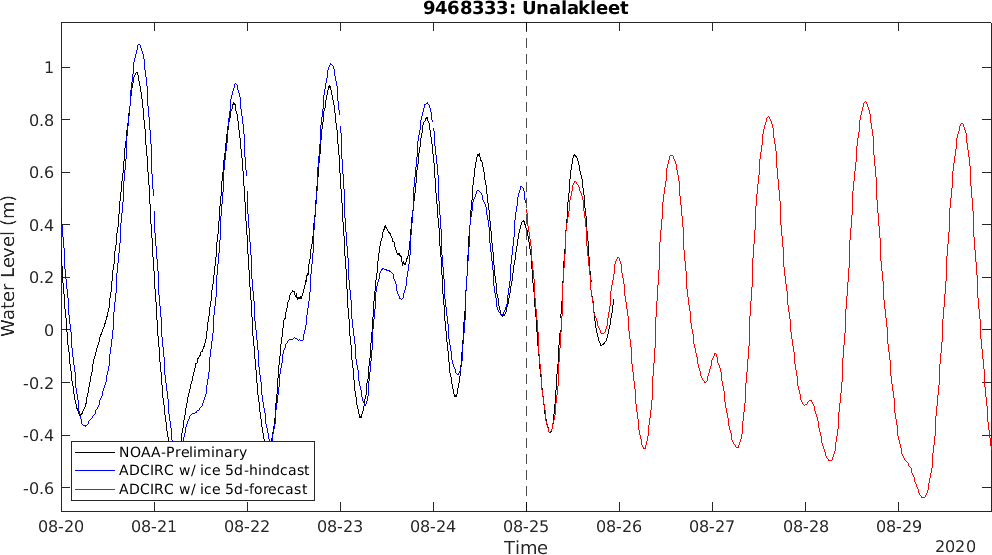 9468333: Unalakleet
Water Level (m)
1
0.8
0.6
0.4
0.2
0
-0.2
-0.4
-0.6
NOAA-Preliminary
ADCIRC w/ ice 5d-hindcast
ADCIRC w/ ice 5d-forecast
08-20 08-21 08-22 08-23 08-24 08-25 08-26 08-27 08-28 08-29
Time
2020